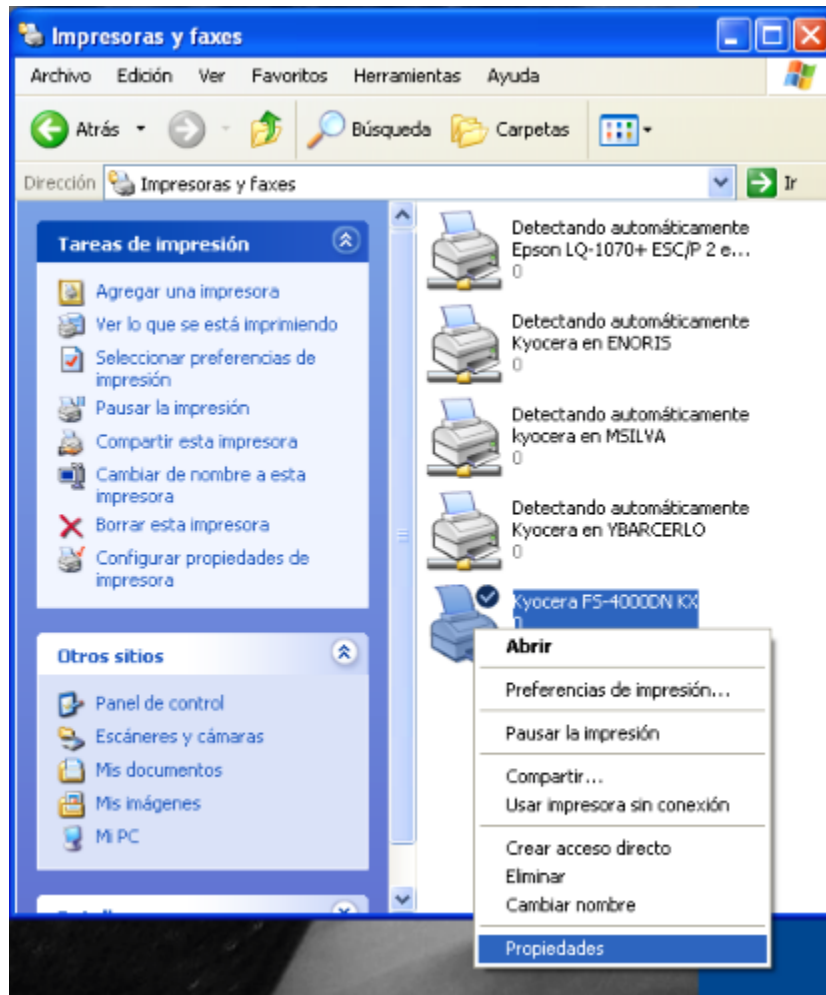 Impresoras y faxes
Archivo Edición Ver Favoritos Herramientas Ayuda
Atrás Búsqueda Carpetas
Dirección Impresoras y faxes Ir
Tareas de impresión
Agregar una impresora
Ver lo que se está imprimiendo
Seleccionar preferencias de
impresión
Pausar la impresión
Compartir esta impresora
Cambiar de nombre a esta
impresora
Borrar esta impresora
Configurar propiedades de
impresora
Otros sitios
Panel de control
Escáneres y cámaras
Mis documentos
Mis imágenes
Mi PC
Detectando automáticamente
Epson LQ-1070+ ESC/P 2 e...
0
Detectando automáticamente
Kyocera en ENORIS
0
Detectando automáticamente
kyocera en MSILVA
0
Detectando automáticamente
Kyocera en YBARCERLO
0
Kyocera FS-4000DN KX
0
Abrir
Preferencias de impresión...
Pausar la impresión
Compartir...
Usar impresora sin conexión
Crear acceso directo
Eliminar
Cambiar nombre
Propiedades